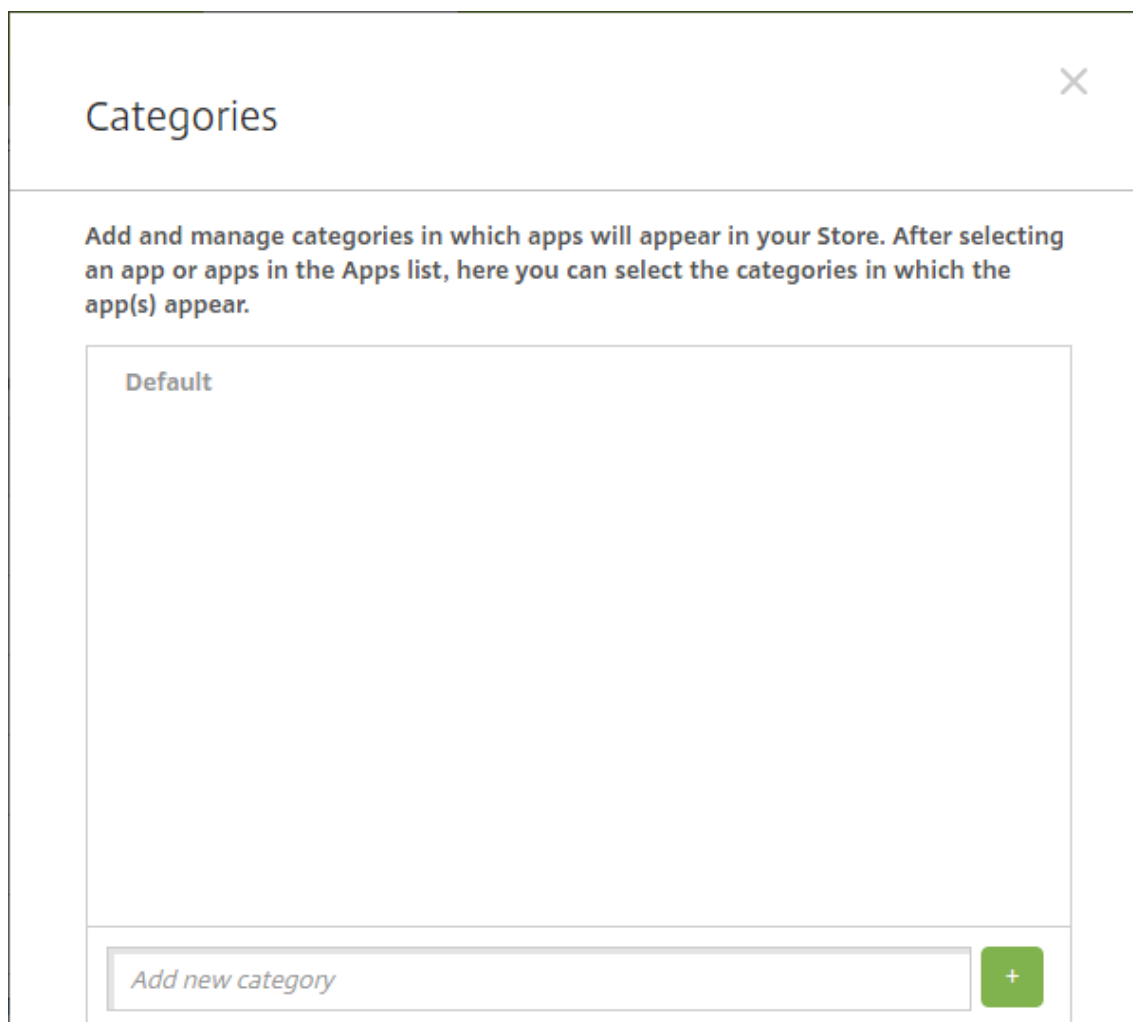 Categories
Add and manage categories in which apps will appear in your Store. After selecting
an app or apps in the Apps list, here you can select the categories in which the
app(s) appear.
Default
Add new category
+